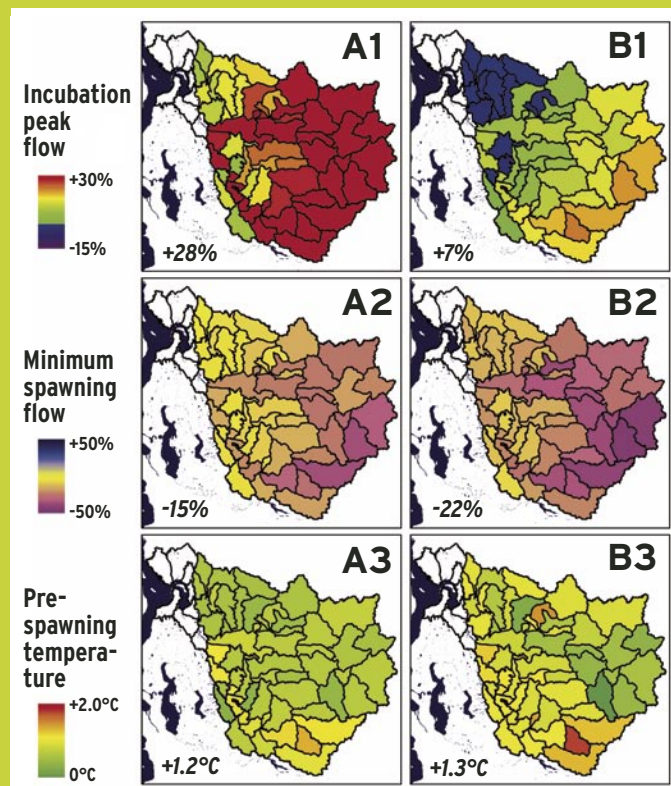 A1
B1
Incubation
peak
flow
+30%
-15%
+28%
+7%
A2
B2
Minimum
spawning
flow
+50%
-50%
-15%
-22%
A3
B3
Pre-
spawning
tempera-
ture
+2.0°C
0°C
+1.2°C
+1.3°C